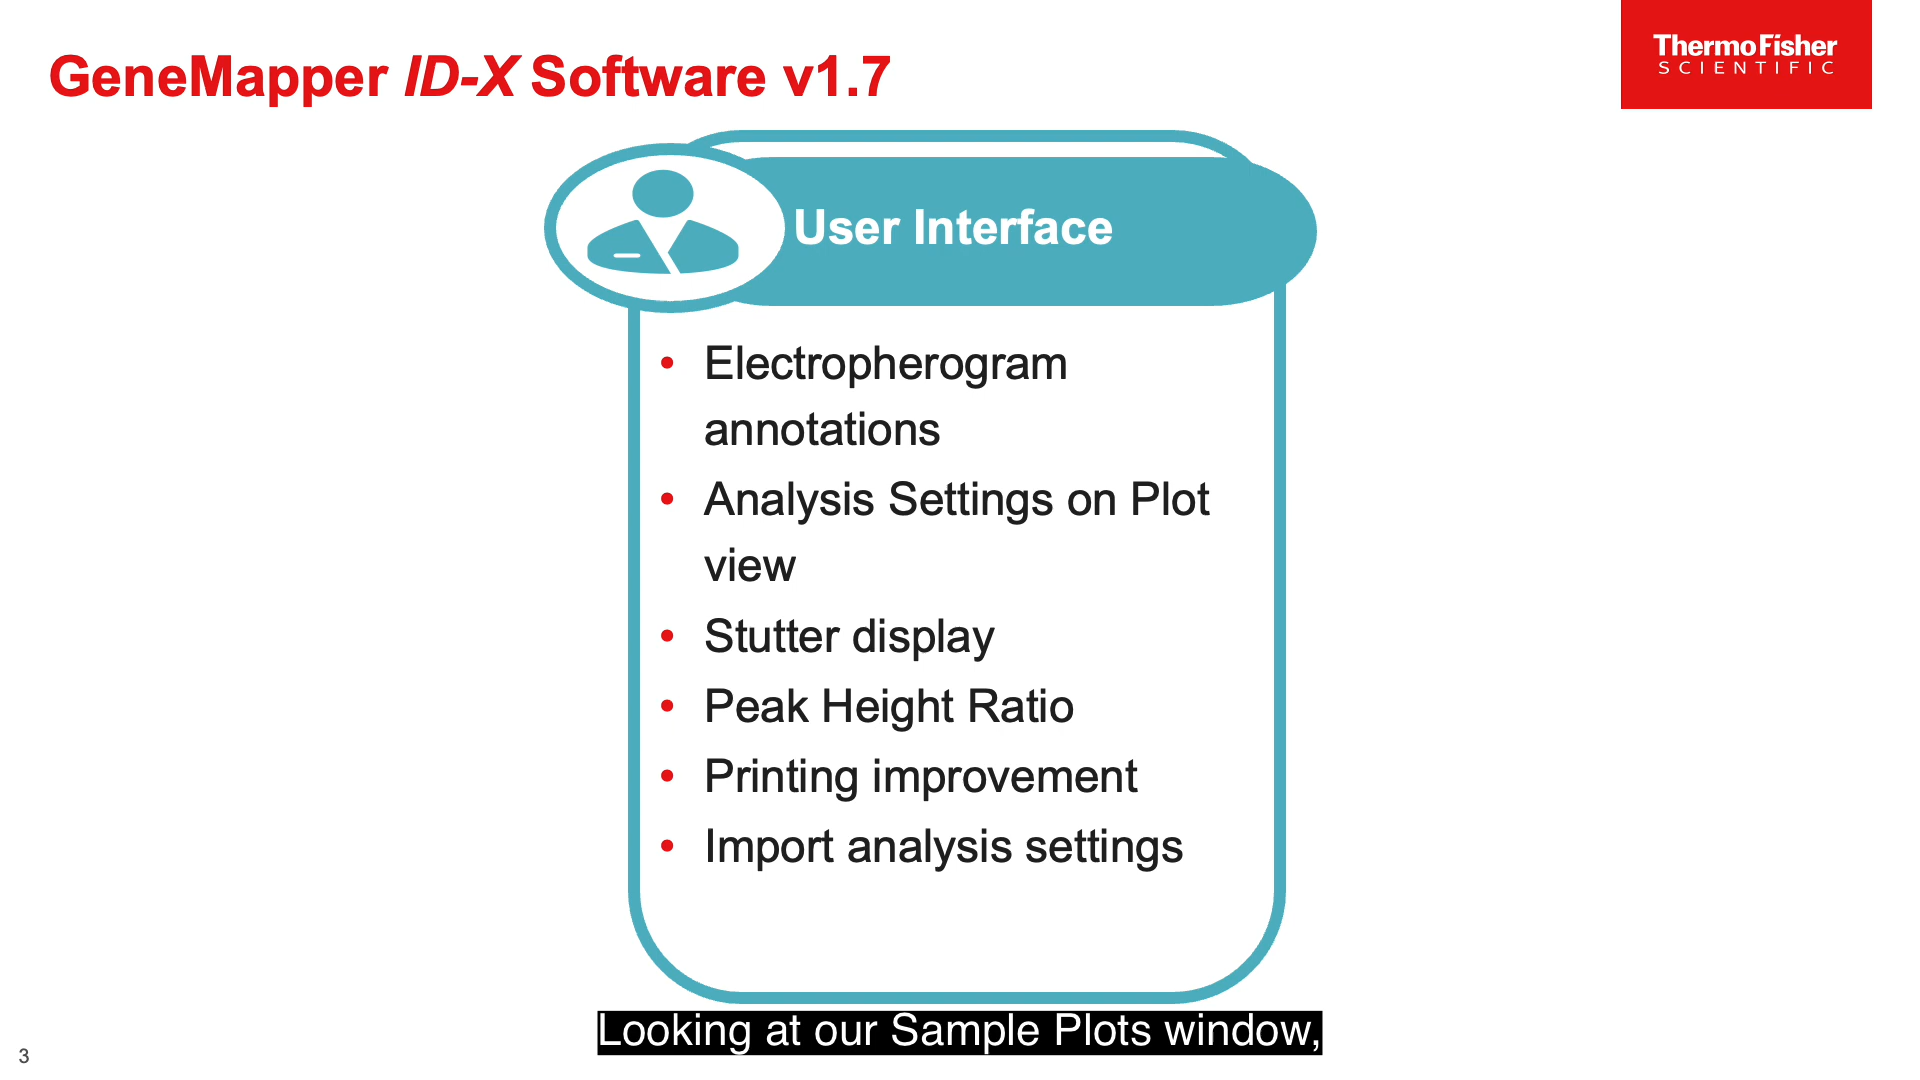 GeneMapper ID-X Software v1.7
ThermoFisher
SCIENTIFIC
User Interface
• Electropherogram
annotations
• Analysis Settings on Plot
view
• Stutter display
• Peak Height Ratio
• Printing improvement
• Import analysis settings
Looking at our Sample Plots window,
3